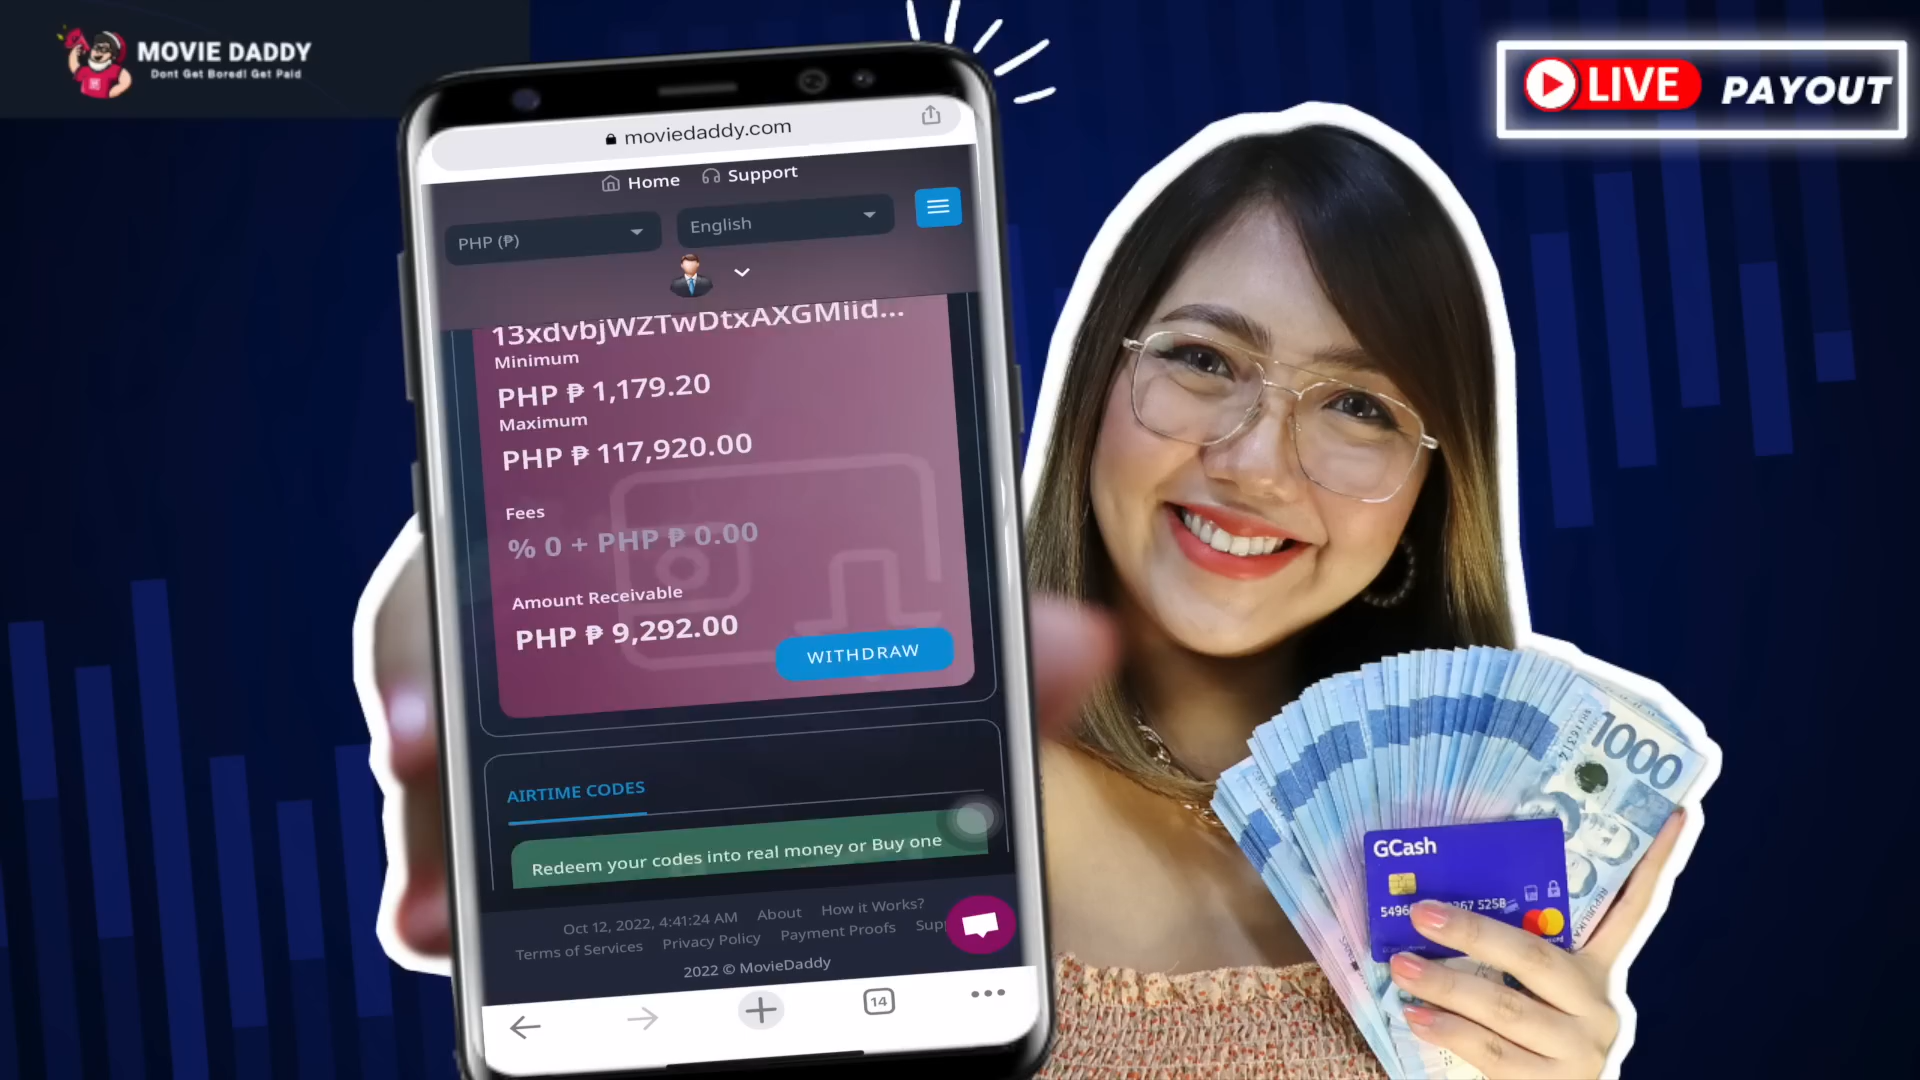 MOVIE DADDY
Dont Get Bored! Get Paid
LIVE PAYOUT
moviedaddy.com
Home Support
PHP (₱) English
13xdvbjWZTwDtxAXGMiid...
Minimum
PHP ₱ 1,179.20
Maximum
PHP ₱ 117,920.00
Fees
% 0 + PHP ₱ 0.00
Amount Receivable
PHP ₱ 9,292.00
WITHDRAW
AIRTIME CODES
Redeem your codes into real money or Buy one
Oct 12, 2022, 4:41:24 AM About How it Works?
Terms of Services Privacy Policy Payment Proofs
2022 © MovieDaddy
14
1000
GCash